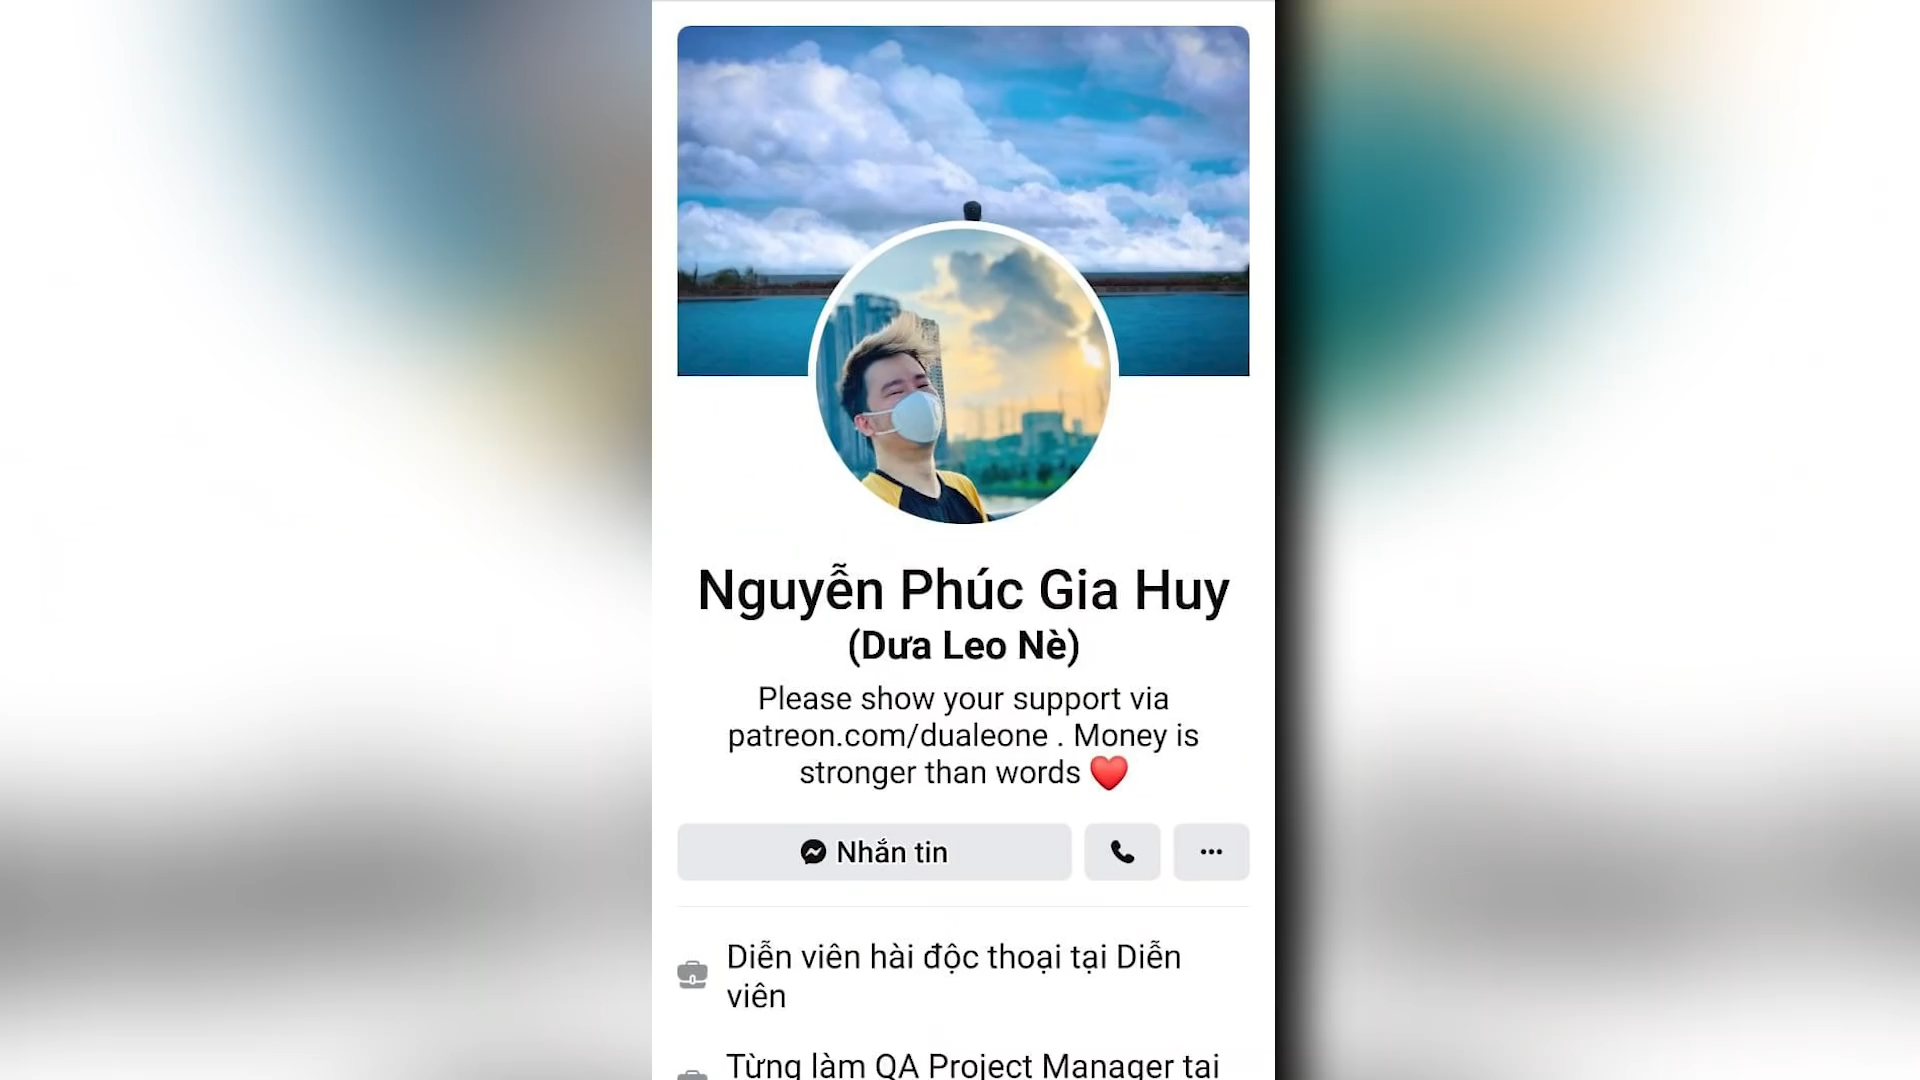 Nguyễn Phúc Gia Huy
(Dưa Leo Nè)
Please show your support via
patreon.com/dualeone . Money is
stronger than words ❤️
Nhắn tin
Diễn viên hài độc thoại tại Diễn
viên
Từng làm QA Project Manager tại